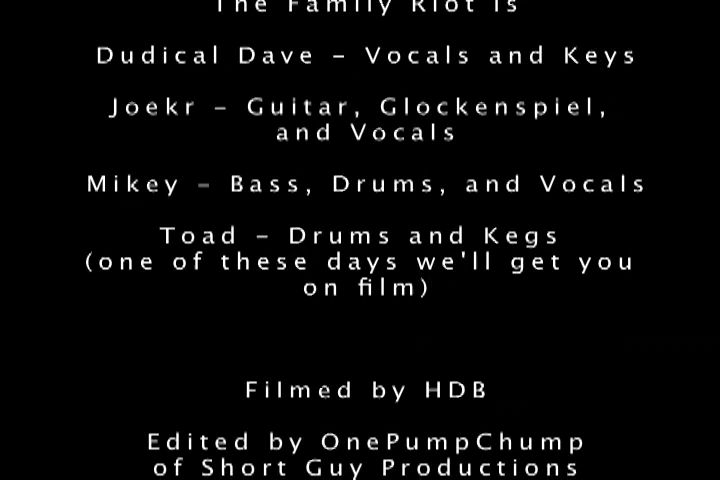 The Family Riot is
Dudical Dave – Vocals and Keys
Joekr – Guitar, Glockenspiel,
and Vocals
Mikey – Bass, Drums, and Vocals
Toad – Drums and Kegs
(one of these days we'll get you
on film)
Filmed by HDB
Edited by OnePumpChump
of Short Guy Productions